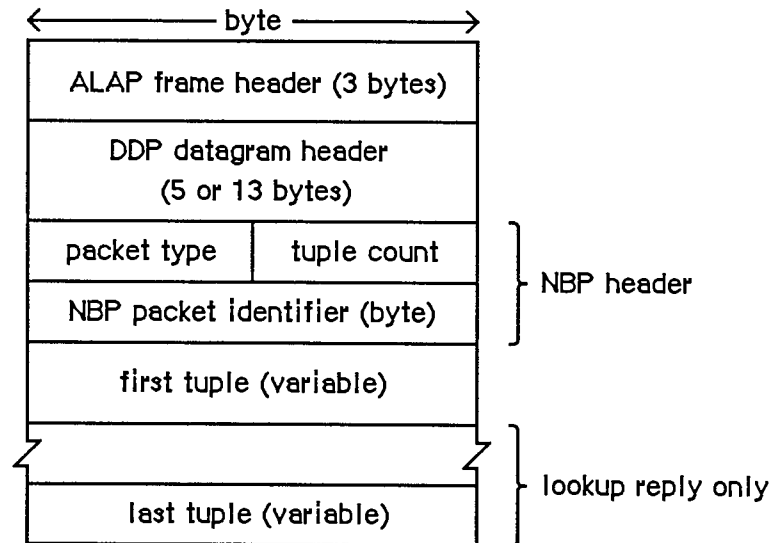 byte
ALAP frame header (3 bytes)
DDP datagram header
(5 or 13 bytes)
packet type
tuple count
NBP header
NBP packet identifier (byte)
first tuple (variable)
lookup reply only
last tuple (variable)